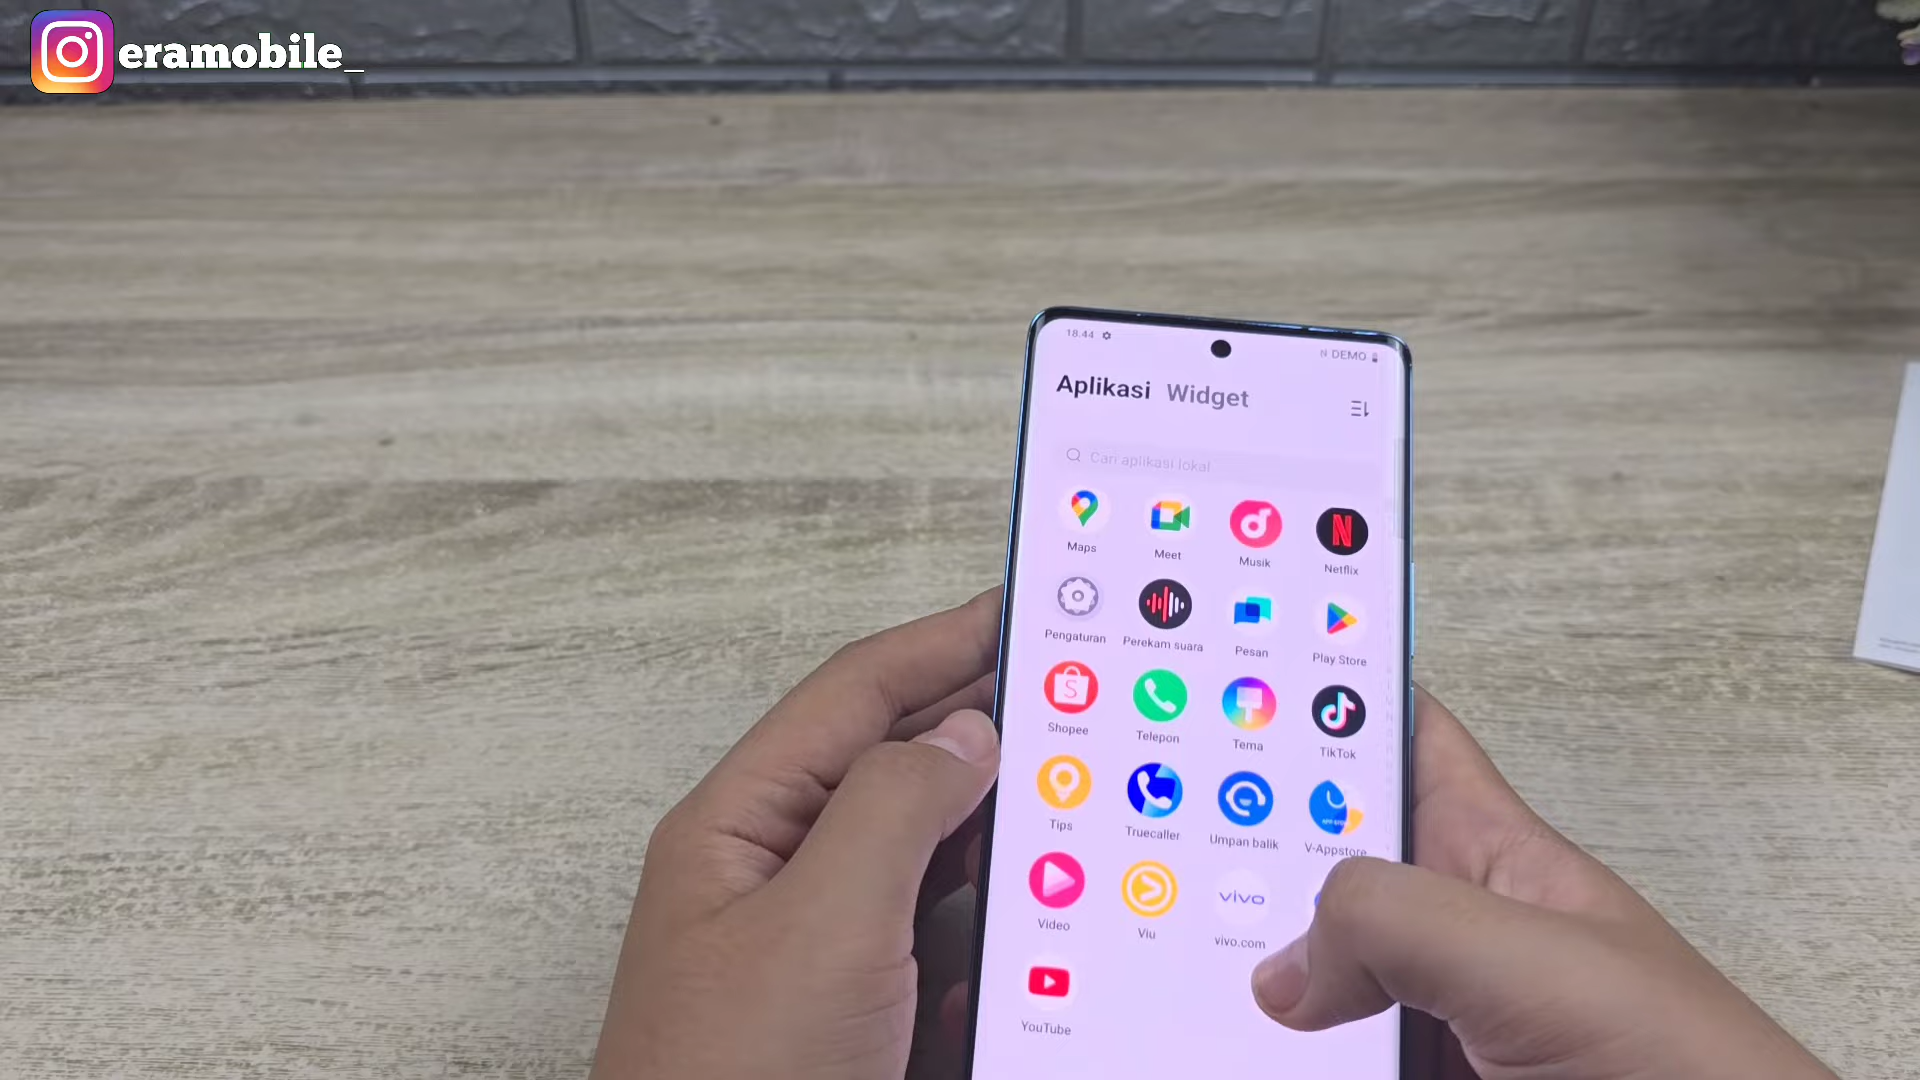 eramobile_
18.44
DEMO
Aplikasi Widget
Cari aplikasi lokal
Maps Meet Musik Netflix
Pengaturan Perekam suara Pesan Play Store
Shopee Telepon Tema TikTok
Tips Truecaller Umpan balik V-Appstore
vivo
Video Viu vivo.com
YouTube